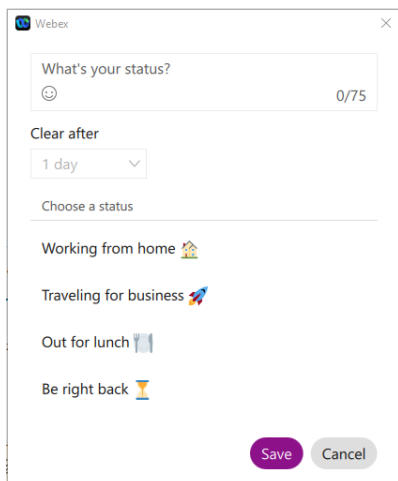 Webex
What's your status?
0/75
Clear after
1 day
Choose a status
Working from home 🏠
Traveling for business 🚀
Out for lunch 🍽️
Be right back ⏳
Save Cancel